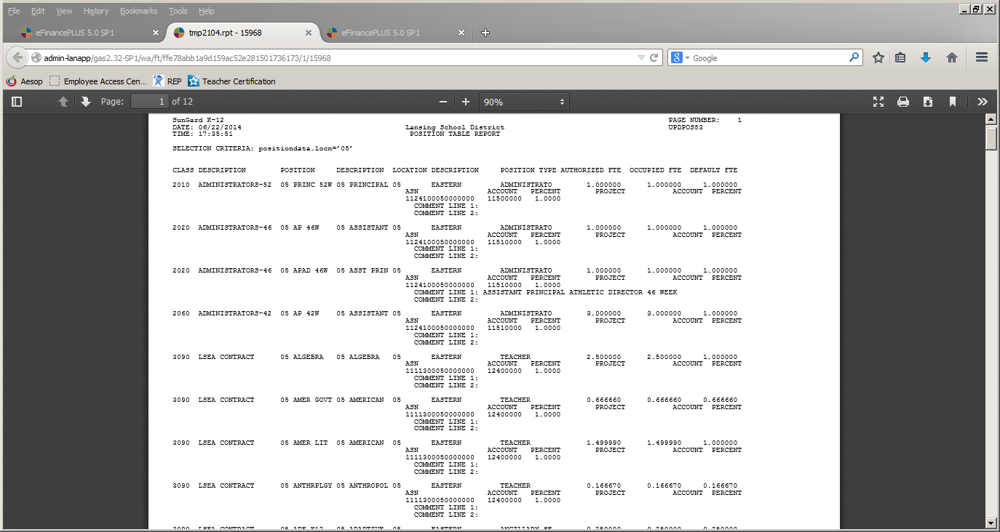 File Edit View History Bookmarks Tools Help
eFinancePLUS 5.0 SP1 × tmp2104.rpt - 15968 × eFinancePLUS 5.0 SP1 × +
admin-lanapp/gas2.32-SP1/wa/ft/ffe78abb1a9d159ac52e281501736173/1/15968 Google
Aesop Employee Access Cen... REP Teacher Certification
Page: 1 of 12 90%
SunGard K-12 PAGE NUMBER: 1
DATE: 06/22/2014 Lansing School District UPDPOS83
TIME: 17:35:51 POSITION TABLE REPORT
SELECTION CRITERIA: positiondata.locn='05'
CLASS DESCRIPTION POSITION DESCRIPTION LOCATION DESCRIPTION POSITION TYPE AUTHORIZED FTE OCCUPIED FTE DEFAULT FTE
2010 ADMINISTRATORS-52 05 PRINC 52W 05 PRINCIPAL 05 EASTERN ADMINISTRATO 1.000000 1.000000 1.000000
ASN ACCOUNT PERCENT PROJECT ACCOUNT PERCENT
1124100050000000 11500000 1.0000
COMMENT LINE 1:
COMMENT LINE 2:
2020 ADMINISTRATORS-46 05 AP 46W 05 ASSISTANT 05 EASTERN ADMINISTRATO 1.000000 1.000000 1.000000
ASN ACCOUNT PERCENT PROJECT ACCOUNT PERCENT
1124100050000000 11510000 1.0000
COMMENT LINE 1:
COMMENT LINE 2:
2020 ADMINISTRATORS-46 05 APAD 46W 05 ASST PRIN 05 EASTERN ADMINISTRATO 1.000000 1.000000 1.000000
ASN ACCOUNT PERCENT PROJECT ACCOUNT PERCENT
1124100050000000 11510000 1.0000
COMMENT LINE 1: ASSISTANT PRINCIPAL ATHLETIC DIRECTOR 46 WEEK
COMMENT LINE 2:
2060 ADMINISTRATORS-42 05 AP 42W 05 ASSISTANT 05 EASTERN ADMINISTRATO 3.000000 3.000000 1.000000
ASN ACCOUNT PERCENT PROJECT ACCOUNT PERCENT
1124100050000000 11510000 1.0000
COMMENT LINE 1:
COMMENT LINE 2:
3090 LSEA CONTRACT 05 ALGEBRA 05 ALGEBRA 05 EASTERN TEACHER 2.500000 2.500000 1.000000
ASN ACCOUNT PERCENT PROJECT ACCOUNT PERCENT
1111300050000000 12400000 1.0000
COMMENT LINE 1:
COMMENT LINE 2:
3090 LSEA CONTRACT 05 AMER GOVT 05 AMERICAN 05 EASTERN TEACHER 0.666660 0.666660 0.666660
ASN ACCOUNT PERCENT PROJECT ACCOUNT PERCENT
1111300050000000 12400000 1.0000
COMMENT LINE 1:
COMMENT LINE 2:
3090 LSEA CONTRACT 05 AMER LIT 05 AMERICAN 05 EASTERN TEACHER 1.499990 1.499990 1.000000
ASN ACCOUNT PERCENT PROJECT ACCOUNT PERCENT
1111300050000000 12400000 1.0000
COMMENT LINE 1:
COMMENT LINE 2:
3090 LSEA CONTRACT 05 ANTHRPLGY 05 ANTHROPOL 05 EASTERN TEACHER 0.166670 0.166670 0.166670
ASN ACCOUNT PERCENT PROJECT ACCOUNT PERCENT
1111300050000000 12400000 1.0000
COMMENT LINE 1:
COMMENT LINE 2:
LSEA CONTRACT 05 05 ADAPTIVE 05 EASTERN